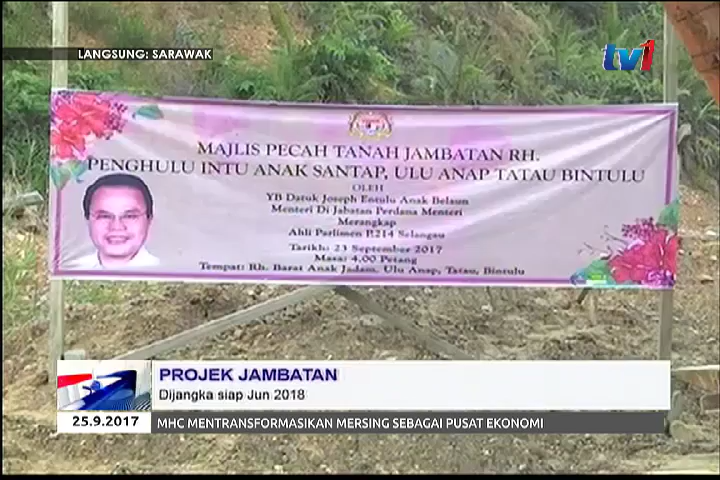 LANGSUNG: SARAWAK
tv1
MAJLIS PECAH TANAH JAMBATAN RH.
PENGHULU INTU ANAK SANTAP, ULU ANAP TATAU BINTULU
OLEH
YB Datuk Joseph Entulu Anak Belaun
Menteri Di Jabatan Perdana Menteri
Merangkap
Ahli Parlimen P.214 Selangau
Tarikh: 23 September 2017
Masa: 4.00 Petang
Tempat: Rh. Barat Anak Jadam, Ulu Anap, Tatau, Bintulu
PROJEK JAMBATAN
Dijangka siap Jun 2018
25.9.2017
MHC MENTRANSFORMASIKAN MERSING SEBAGAI PUSAT EKONOMI